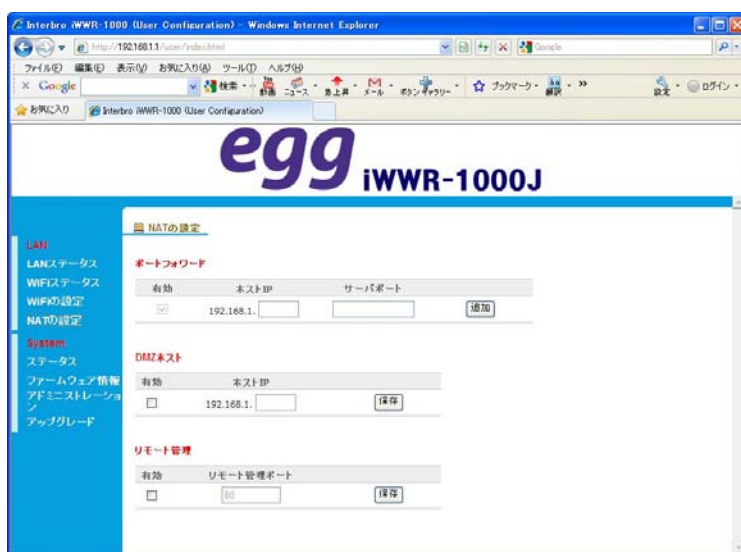 Interbro iWWR-1000 (User Configuration) - Windows Internet Explorer
http://192.168.1.1/user/index.html
Google
ファイル(F) 編集(E) 表示(V) お気に入り(A) ツール(T) ヘルプ(H)
× Google 検索 動画 ニュース 急上昇 メール ボタンギャラリー ブックマーク 翻訳 » 設定 ログイン
お気に入り Interbro iWWR-1000 (User Configuration)
egg iWWR-1000J
LAN
LANステータス
WiFiステータス
WiFiの設定
NATの設定
System
ステータス
ファームウェア情報
アドミニストレーション
アップグレード
NATの設定
ポートフォワード
有効 ホストIP サーバポート
192.168.1. 追加
DMZホスト
有効 ホストIP
192.168.1. 保存
リモート管理
有効 リモート管理ポート
80 保存